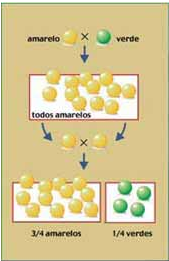 amarelo × verde
todos amarelos
×
3/4 amarelos 1/4 verdes